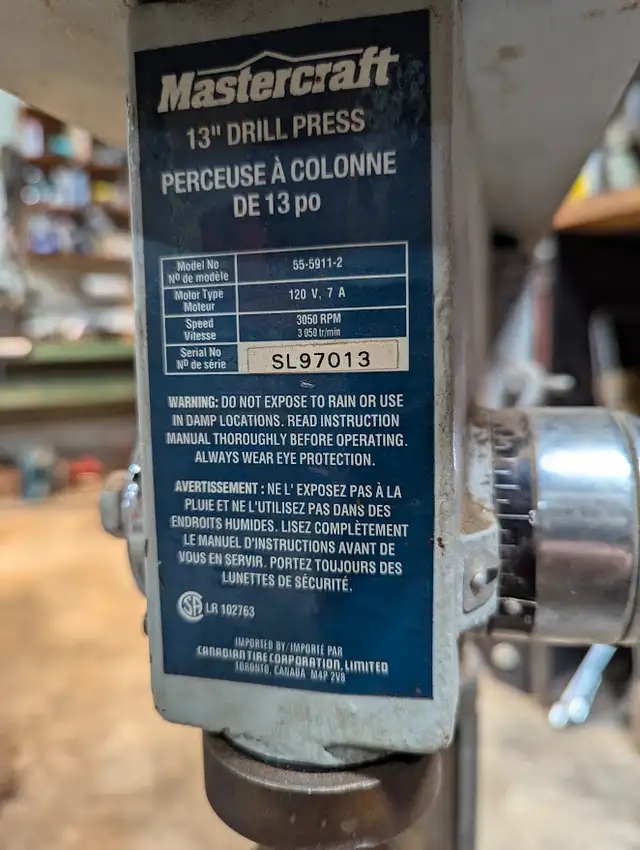 Mastercraft
13" DRILL PRESS
PERCEUSE À COLONNE
DE 13 po
Model No
Nº de modèle
55-5911-2
Motor Type
Moteur
120 V, 7 A
Speed
Vitesse
3050 RPM
3 050 tr/min
Serial No
Nº de série
SL97013
WARNING: DO NOT EXPOSE TO RAIN OR USE
IN DAMP LOCATIONS. READ INSTRUCTION
MANUAL THOROUGHLY BEFORE OPERATING.
ALWAYS WEAR EYE PROTECTION.
AVERTISSEMENT : NE L' EXPOSEZ PAS À LA
PLUIE ET NE L'UTILISEZ PAS DANS DES
ENDROITS HUMIDES. LISEZ COMPLÈTEMENT
LE MANUEL D'INSTRUCTIONS AVANT DE
VOUS EN SERVIR. PORTEZ TOUJOURS DES
LUNETTES DE SÉCURITÉ.
SA LR 102763
IMPORTED BY/IMPORTÉ PAR
CANADIAN TIRE CORPORATION, LIMITED
TORONTO, CANADA M4P 2V8